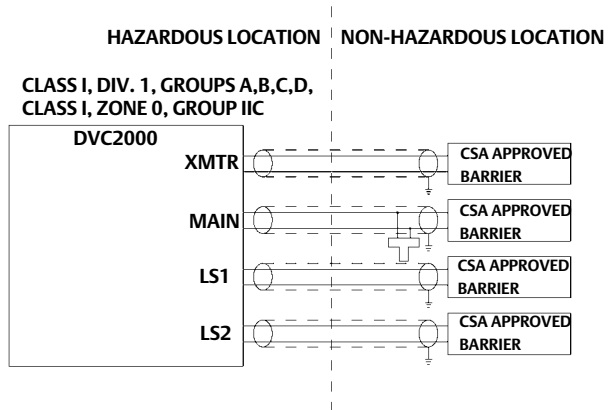 HAZARDOUS LOCATION
NON-HAZARDOUS LOCATION
CLASS I, DIV. 1, GROUPS A,B,C,D,
CLASS I, ZONE 0, GROUP IIC
DVC2000
XMTR
CSA APPROVED
BARRIER
MAIN
CSA APPROVED
BARRIER
LS1
CSA APPROVED
BARRIER
LS2
CSA APPROVED
BARRIER